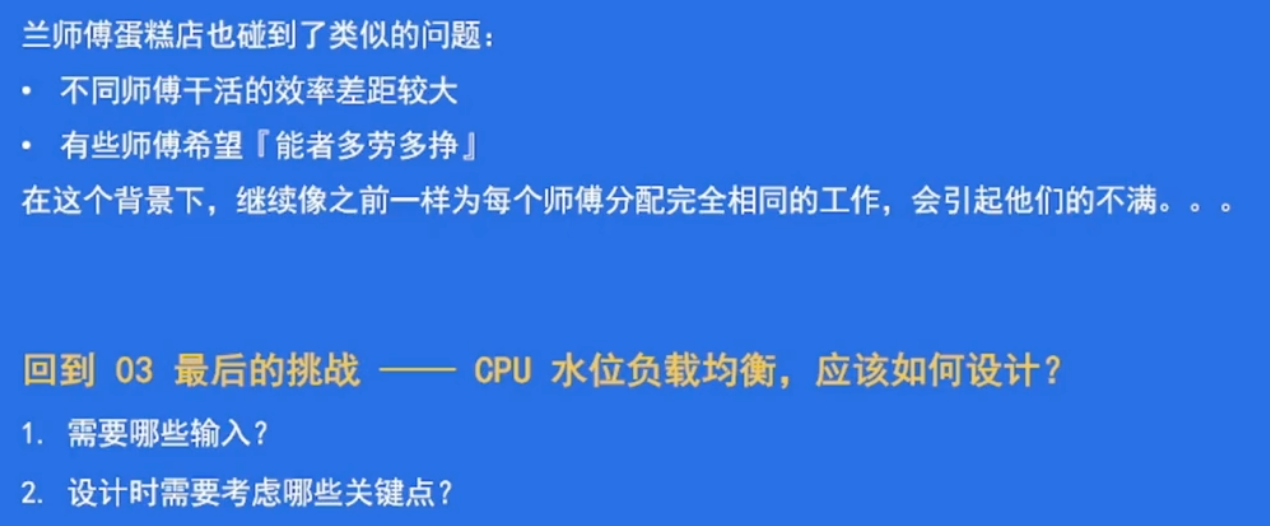 兰师傅蛋糕店也碰到了类似的问题：
• 不同师傅干活的效率差距较大
• 有些师傅希望『能者多劳多挣』
在这个背景下，继续像之前一样为每个师傅分配完全相同的工作，会引起他们的不满。。。
回到 03 最后的挑战 —— CPU 水位负载均衡，应该如何设计？
1. 需要哪些输入？
2. 设计时需要考虑哪些关键点？